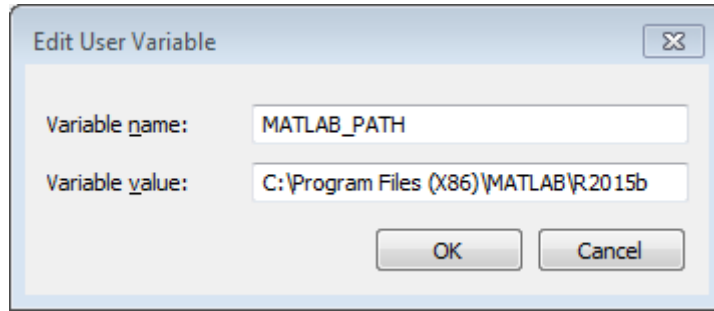 Edit User Variable
Variable name: MATLAB_PATH
Variable value: C:\Program Files (X86)\MATLAB\R2015b
OK Cancel